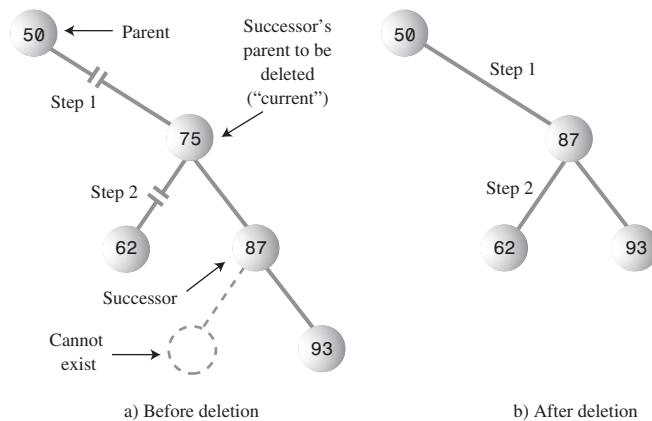 50
Parent
Successor's
parent to be
deleted
("current")
Step 1
75
Step 2
62
87
Successor
Cannot
exist
93
a) Before deletion
50
Step 1
87
Step 2
62
93
b) After deletion